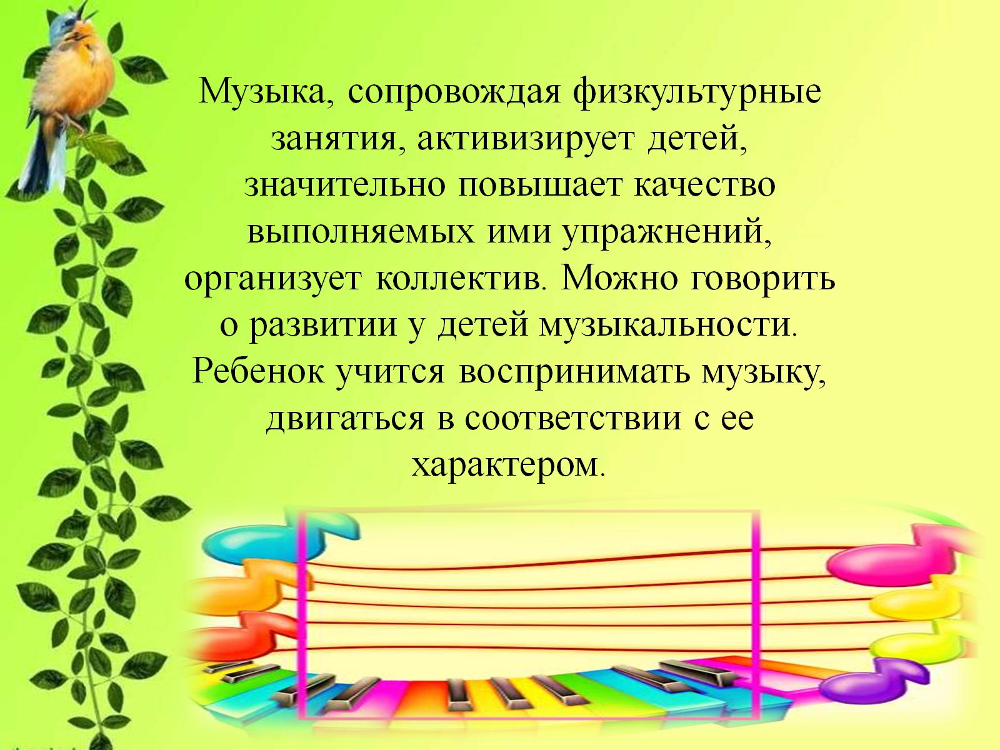 Музыка, сопровождая физкультурные
занятия, активизирует детей,
значительно повышает качество
выполняемых ими упражнений,
организует коллектив. Можно говорить
о развитии у детей музыкальности.
Ребенок учится воспринимать музыку,
двигаться в соответствии с ее
характером.